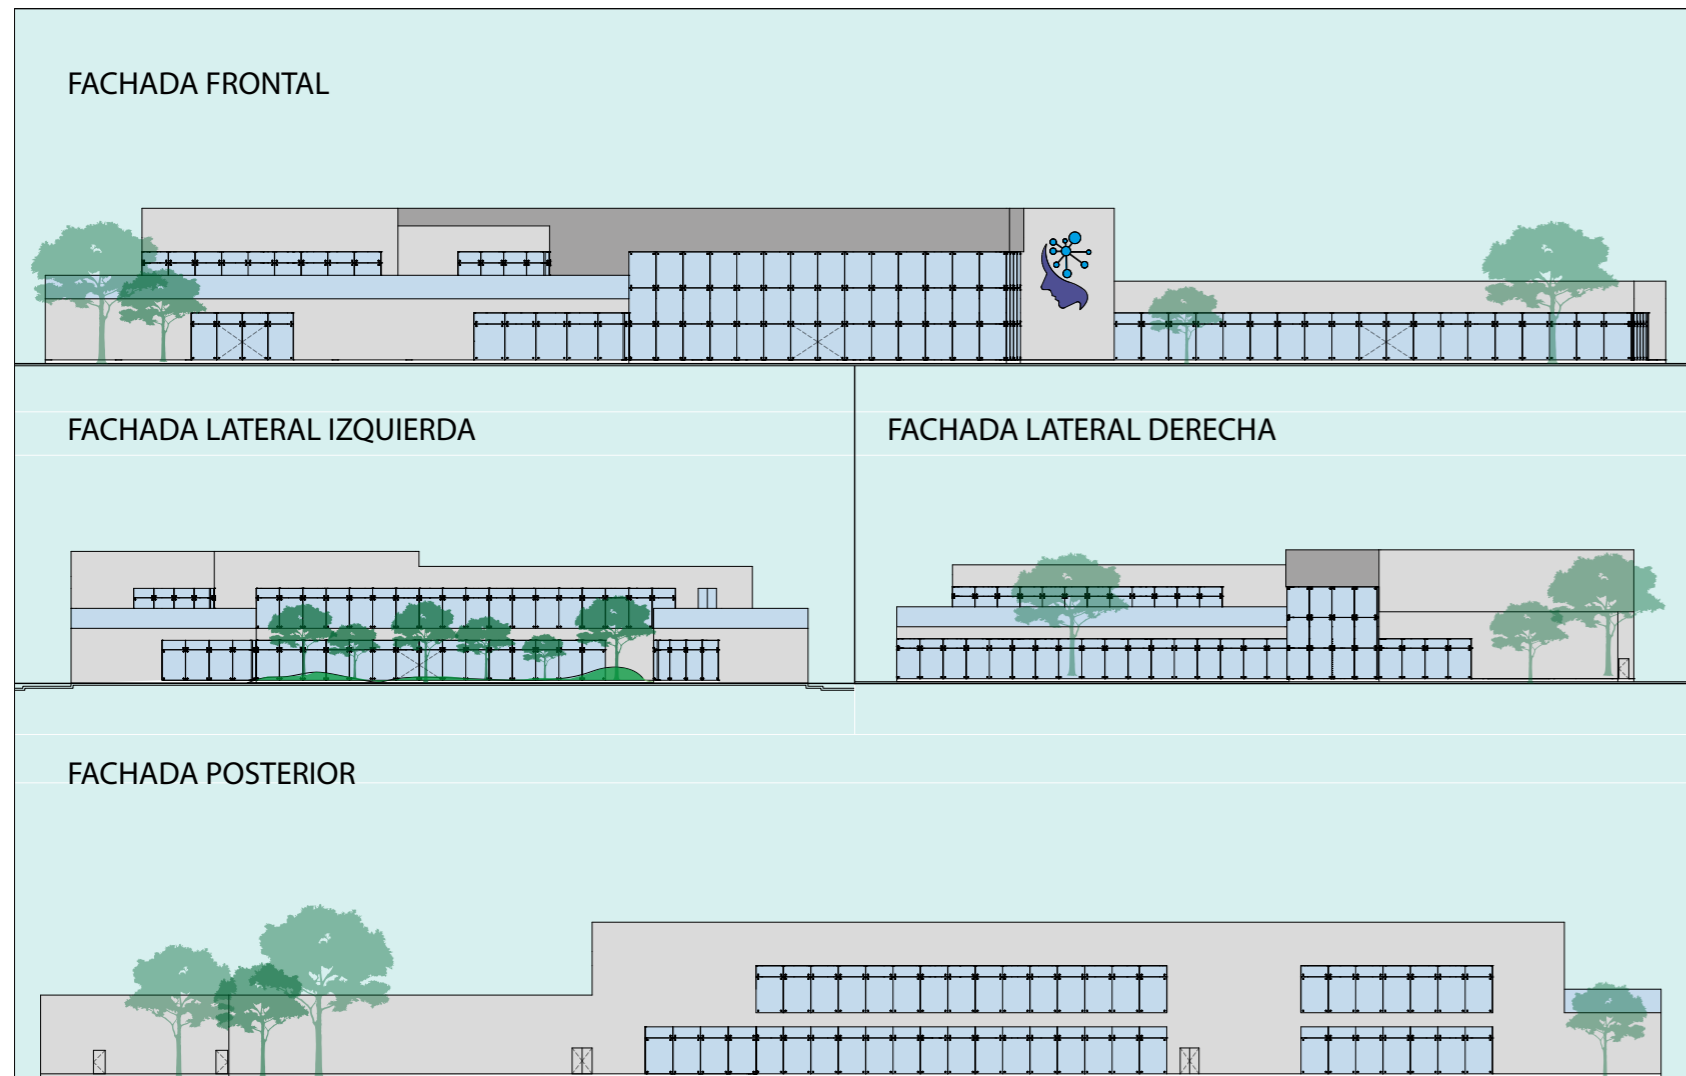 FACHADA FRONTAL
FACHADA LATERAL IZQUIERDA
FACHADA LATERAL DERECHA
FACHADA POSTERIOR